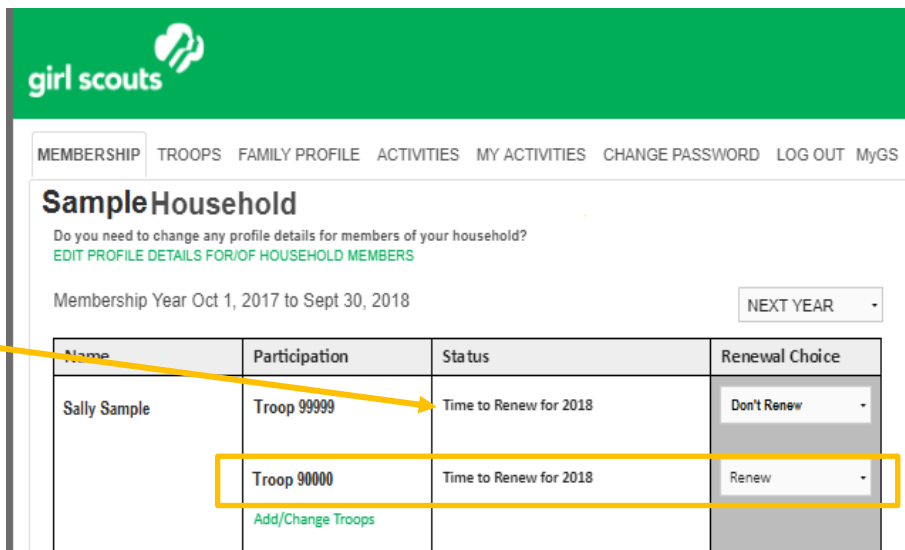 girl scouts
MEMBERSHIP TROOPS FAMILY PROFILE ACTIVITIES MY ACTIVITIES CHANGE PASSWORD LOG OUT MyGS
Sample Household
Do you need to change any profile details for members of your household?
EDIT PROFILE DETAILS FOR/OF HOUSEHOLD MEMBERS
Membership Year Oct 1, 2017 to Sept 30, 2018 NEXT YEAR
Name Participation Status Renewal Choice
Sally Sample Troop 99999 Time to Renew for 2018 Don't Renew
Troop 90000 Time to Renew for 2018 Renew
Add/Change Troops